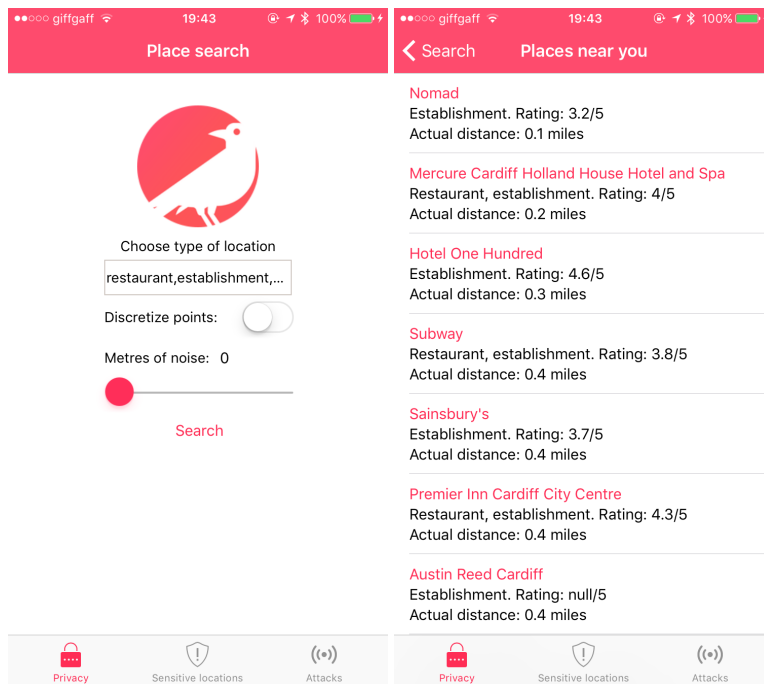 giffgaff 19:43 100%
Place search
Choose type of location
restaurant,establishment,...
Discretize points:
Metres of noise: 0
Search
Privacy Sensitive locations Attacks
giffgaff 19:43 100%
Search Places near you
Nomad
Establishment. Rating: 3.2/5
Actual distance: 0.1 miles
Mercure Cardiff Holland House Hotel and Spa
Restaurant, establishment. Rating: 4/5
Actual distance: 0.2 miles
Hotel One Hundred
Establishment. Rating: 4.6/5
Actual distance: 0.3 miles
Subway
Restaurant, establishment. Rating: 3.8/5
Actual distance: 0.4 miles
Sainsbury's
Establishment. Rating: 3.7/5
Actual distance: 0.4 miles
Premier Inn Cardiff City Centre
Restaurant, establishment. Rating: 4.3/5
Actual distance: 0.4 miles
Austin Reed Cardiff
Establishment. Rating: null/5
Actual distance: 0.4 miles
Privacy Sensitive locations Attacks